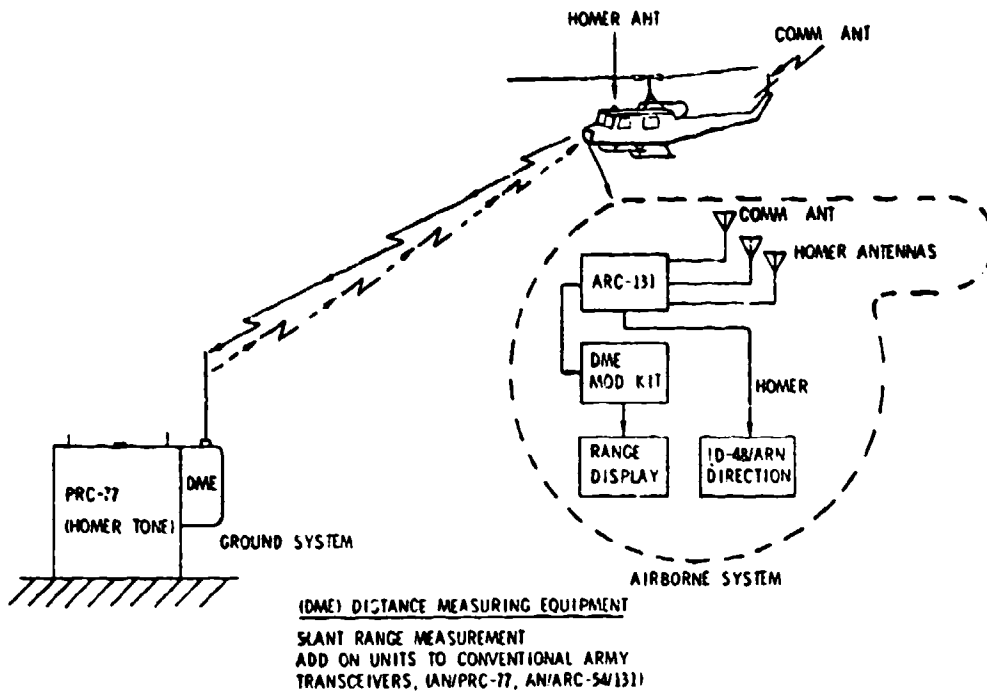 HOMER ANT
COMM ANT
COMM ANT
HOMER ANTENNAS
ARC-131
DME
MOD KIT
HOMER
RANGE
DISPLAY
ID-48/ARN
DIRECTION
AIRBORNE SYSTEM
PRC-77
(HOMER TONE)
DME
GROUND SYSTEM
(DME) DISTANCE MEASURING EQUIPMENT
SLANT RANGE MEASUREMENT
ADD ON UNITS TO CONVENTIONAL ARMY
TRANSCEIVERS, (AN/PRC-77, AN/ARC-54/131)